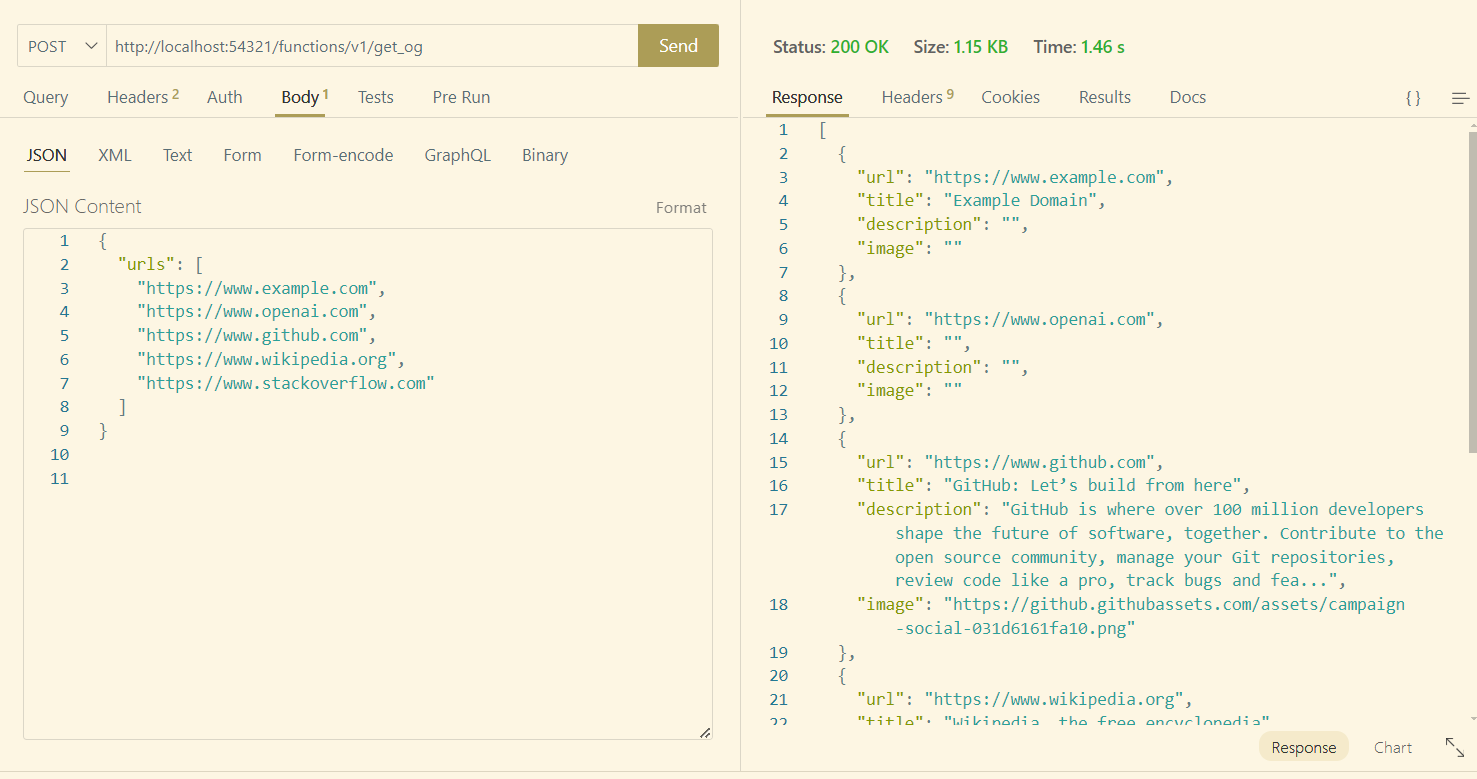 POST http://localhost:54321/functions/v1/get_og Send
Query Headers 2 Auth Body 1 Tests Pre Run
JSON XML Text Form Form-encode GraphQL Binary
JSON Content Format
1 {
2 "urls": [
3 "https://www.example.com",
4 "https://www.openai.com",
5 "https://www.github.com",
6 "https://www.wikipedia.org",
7 "https://www.stackoverflow.com"
8 ]
9 }
10
11
Status: 200 OK Size: 1.15 KB Time: 1.46 s
Response Headers 9 Cookies Results Docs {}
1 [
2 {
3 "url": "https://www.example.com",
4 "title": "Example Domain",
5 "description": "",
6 "image": ""
7 },
8 {
9 "url": "https://www.openai.com",
10 "title": "",
11 "description": "",
12 "image": ""
13 },
14 {
15 "url": "https://www.github.com",
16 "title": "GitHub: Let’s build from here",
17 "description": "GitHub is where over 100 million developers
shape the future of software, together. Contribute to the
open source community, manage your Git repositories,
review code like a pro, track bugs and fea...",
18 "image": "https://github.githubassets.com/assets/campaign
-social-031d6161fa10.png"
19 },
20 {
21 "url": "https://www.wikipedia.org",
22 "title": "Wikipedia, the free encyclopedia"
Response Chart